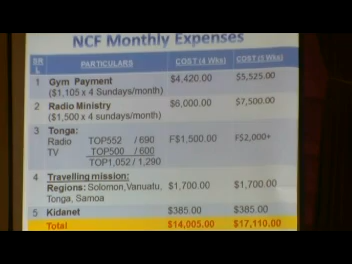 NCF Monthly Expenses
SR L PARTICULARS COST (4 Wks) COST (5 Wks)
1 Gym Payment $4,420.00 $5,525.00
($1,105 x 4 Sundays/month)
2 Radio Ministry $6,000.00 $7,500.00
($1,500 x 4 sundays/month)
3 Tonga:
Radio TOP552 / 690 F$1,500.00 F$2,000+
TV TOP500 / 600
TOP1,052 / 1,290
4 Travelling mission:
Regions: Solomon,Vanuatu, $1,700.00 $1,700.00
Tonga, Samoa
5 Kidanet $385.00 $385.00
Total $14,005.00 $17,110.00